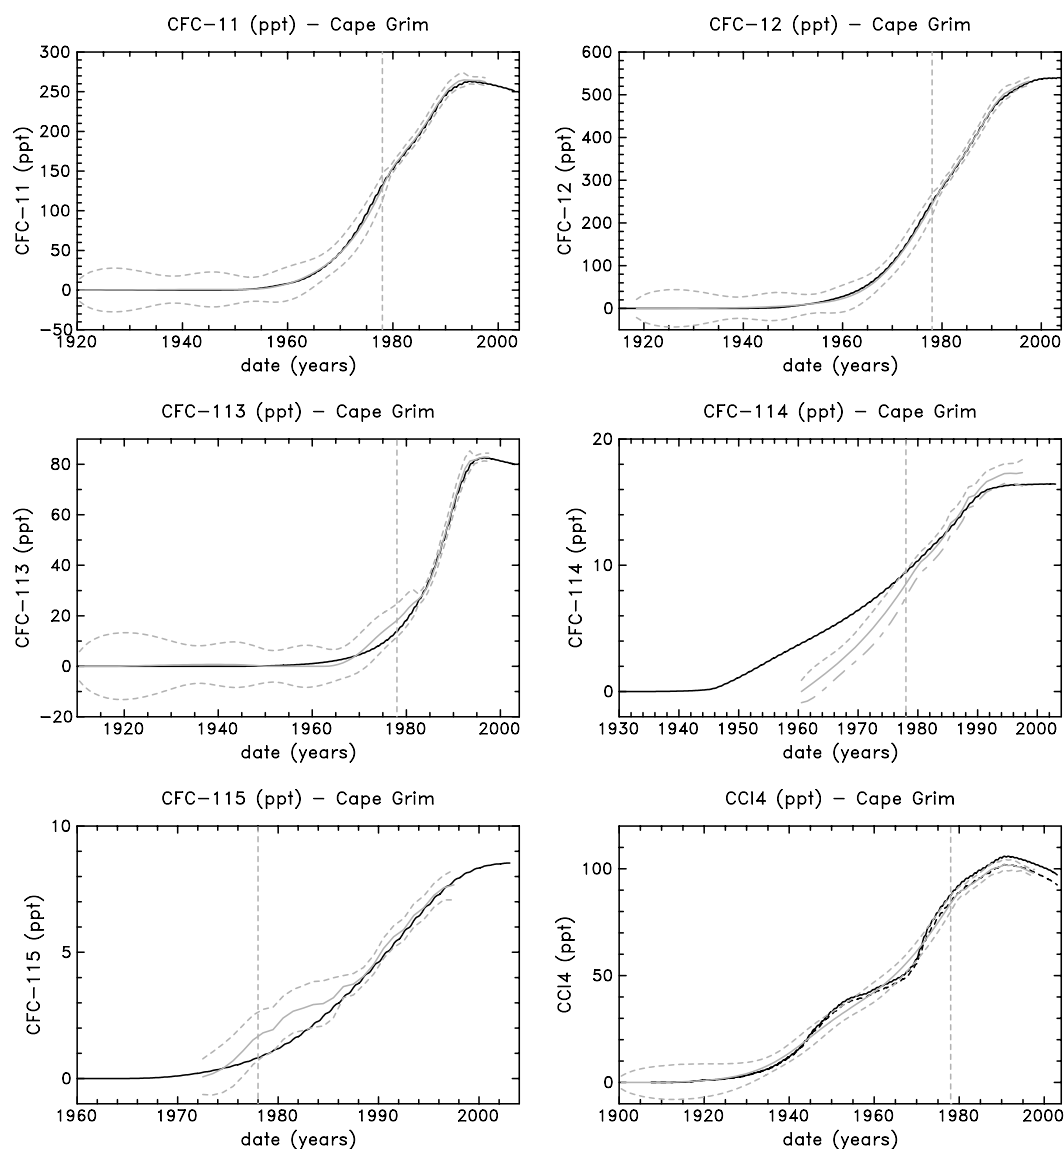 CFC-11 (ppt) - Cape Grim
CFC-12 (ppt) - Cape Grim
300
250
200
150
100
50
0
-50
CFC-11 (ppt)
1920 1940 1960 1980 2000
date (years)
600
500
400
300
200
100
0
CFC-12 (ppt)
1920 1940 1960 1980 2000
date (years)
CFC-113 (ppt) - Cape Grim
CFC-114 (ppt) - Cape Grim
80
60
40
20
0
-20
CFC-113 (ppt)
1920 1940 1960 1980 2000
date (years)
20
10
0
CFC-114 (ppt)
1930 1940 1950 1960 1970 1980 1990 2000
date (years)
CFC-115 (ppt) - Cape Grim
CCl4 (ppt) - Cape Grim
10
5
0
CFC-115 (ppt)
1960 1970 1980 1990 2000
date (years)
100
50
0
CCl4 (ppt)
1900 1920 1940 1960 1980 2000
date (years)